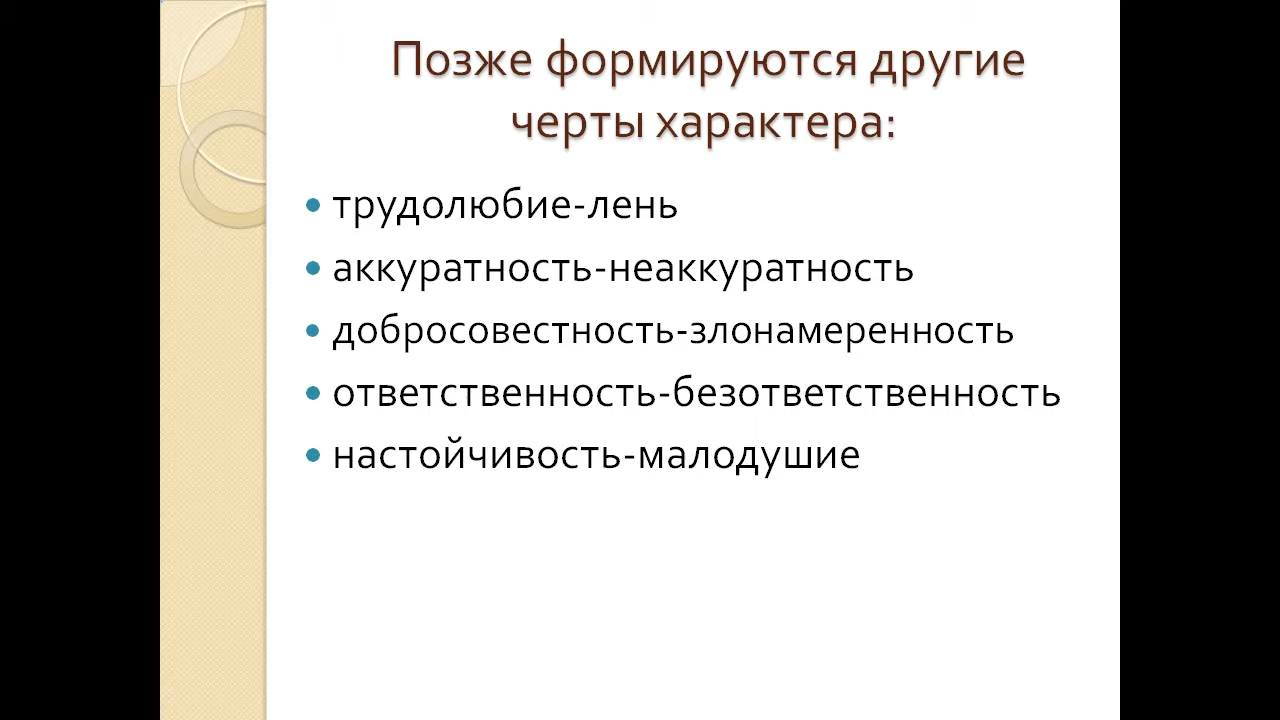 Позже формируются другие
черты характера:
• трудолюбие-лень
• аккуратность-неаккуратность
• добросовестность-злонамеренность
• ответственность-безответственность
• настойчивость-малодушие